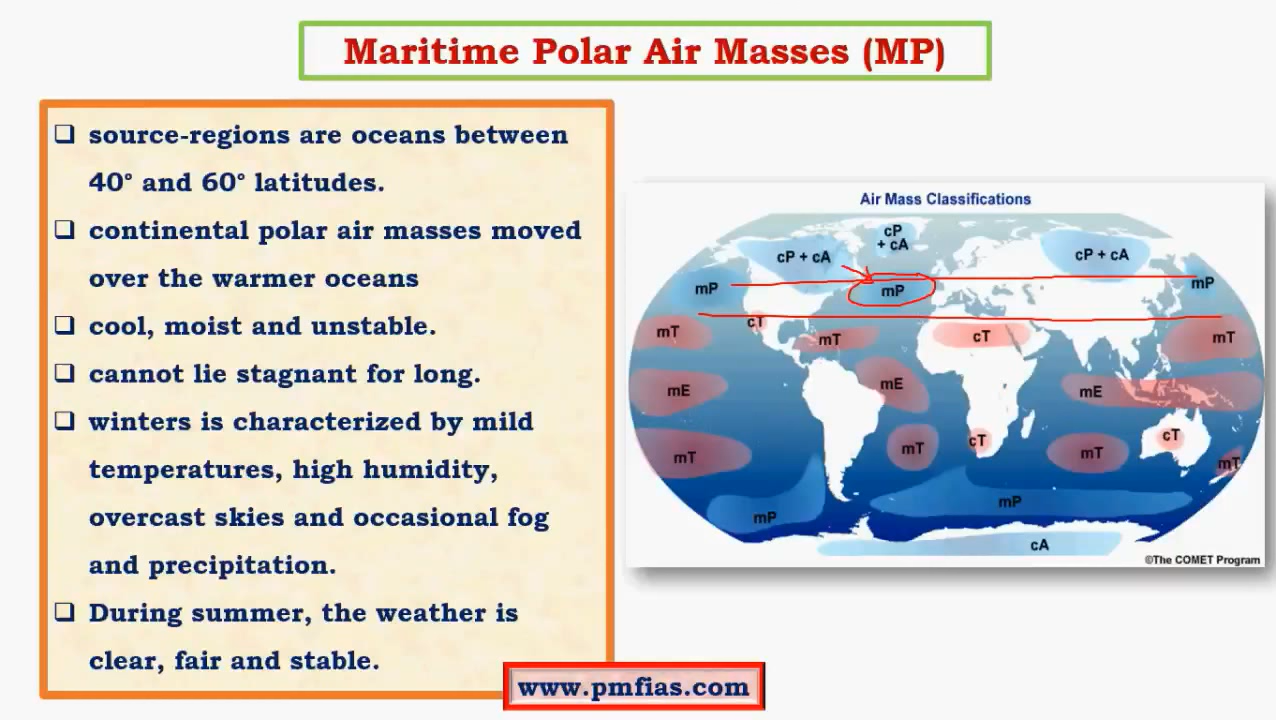 Maritime Polar Air Masses (MP)
❑ source-regions are oceans between
40° and 60° latitudes.
❑ continental polar air masses moved
over the warmer oceans
❑ cool, moist and unstable.
❑ cannot lie stagnant for long.
❑ winters is characterized by mild
temperatures, high humidity,
overcast skies and occasional fog
and precipitation.
❑ During summer, the weather is
clear, fair and stable.
Air Mass Classifications
cP
+ cA
cP + cA
cP + cA
mP
mP
mP
cT
mT
mT
cT
mT
mE
mE
mE
mT
mT
cT
mT
cT
mT
mP
mP
cA
©The COMET Program
www.pmfias.com